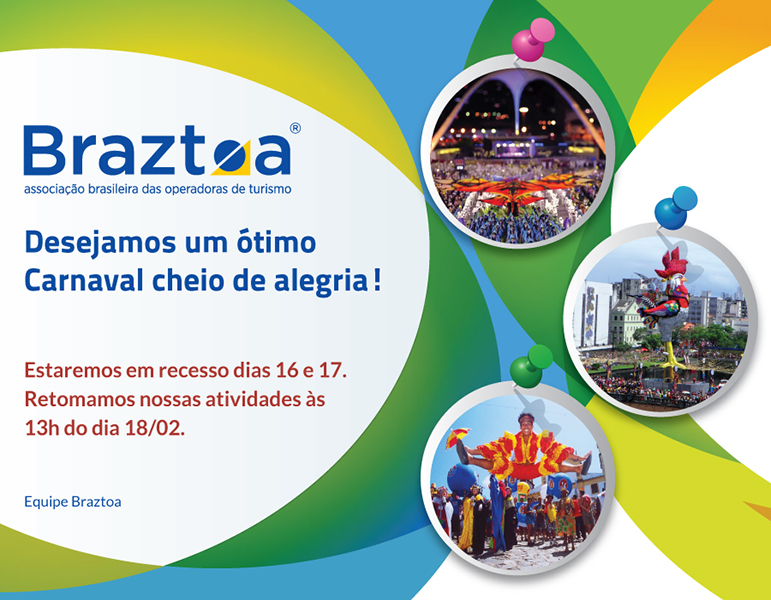 Braztoa®
associação brasileira das operadoras de turismo
Desejamos um ótimo
Carnaval cheio de alegria!
Estaremos em recesso dias 16 e 17.
Retomamos nossas atividades às
13h do dia 18/02.
Equipe Braztoa